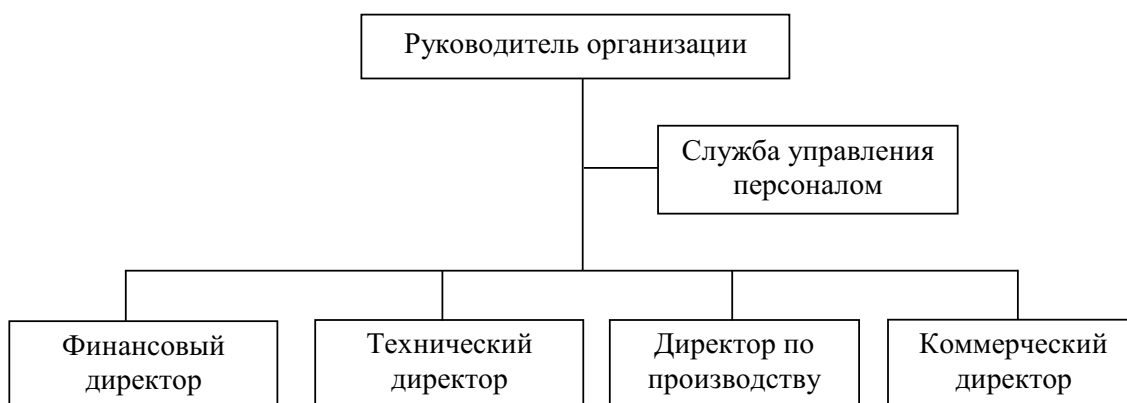 Руководитель организации
Служба управления
персоналом
Финансовый
директор
Технический
директор
Директор по
производству
Коммерческий
директор